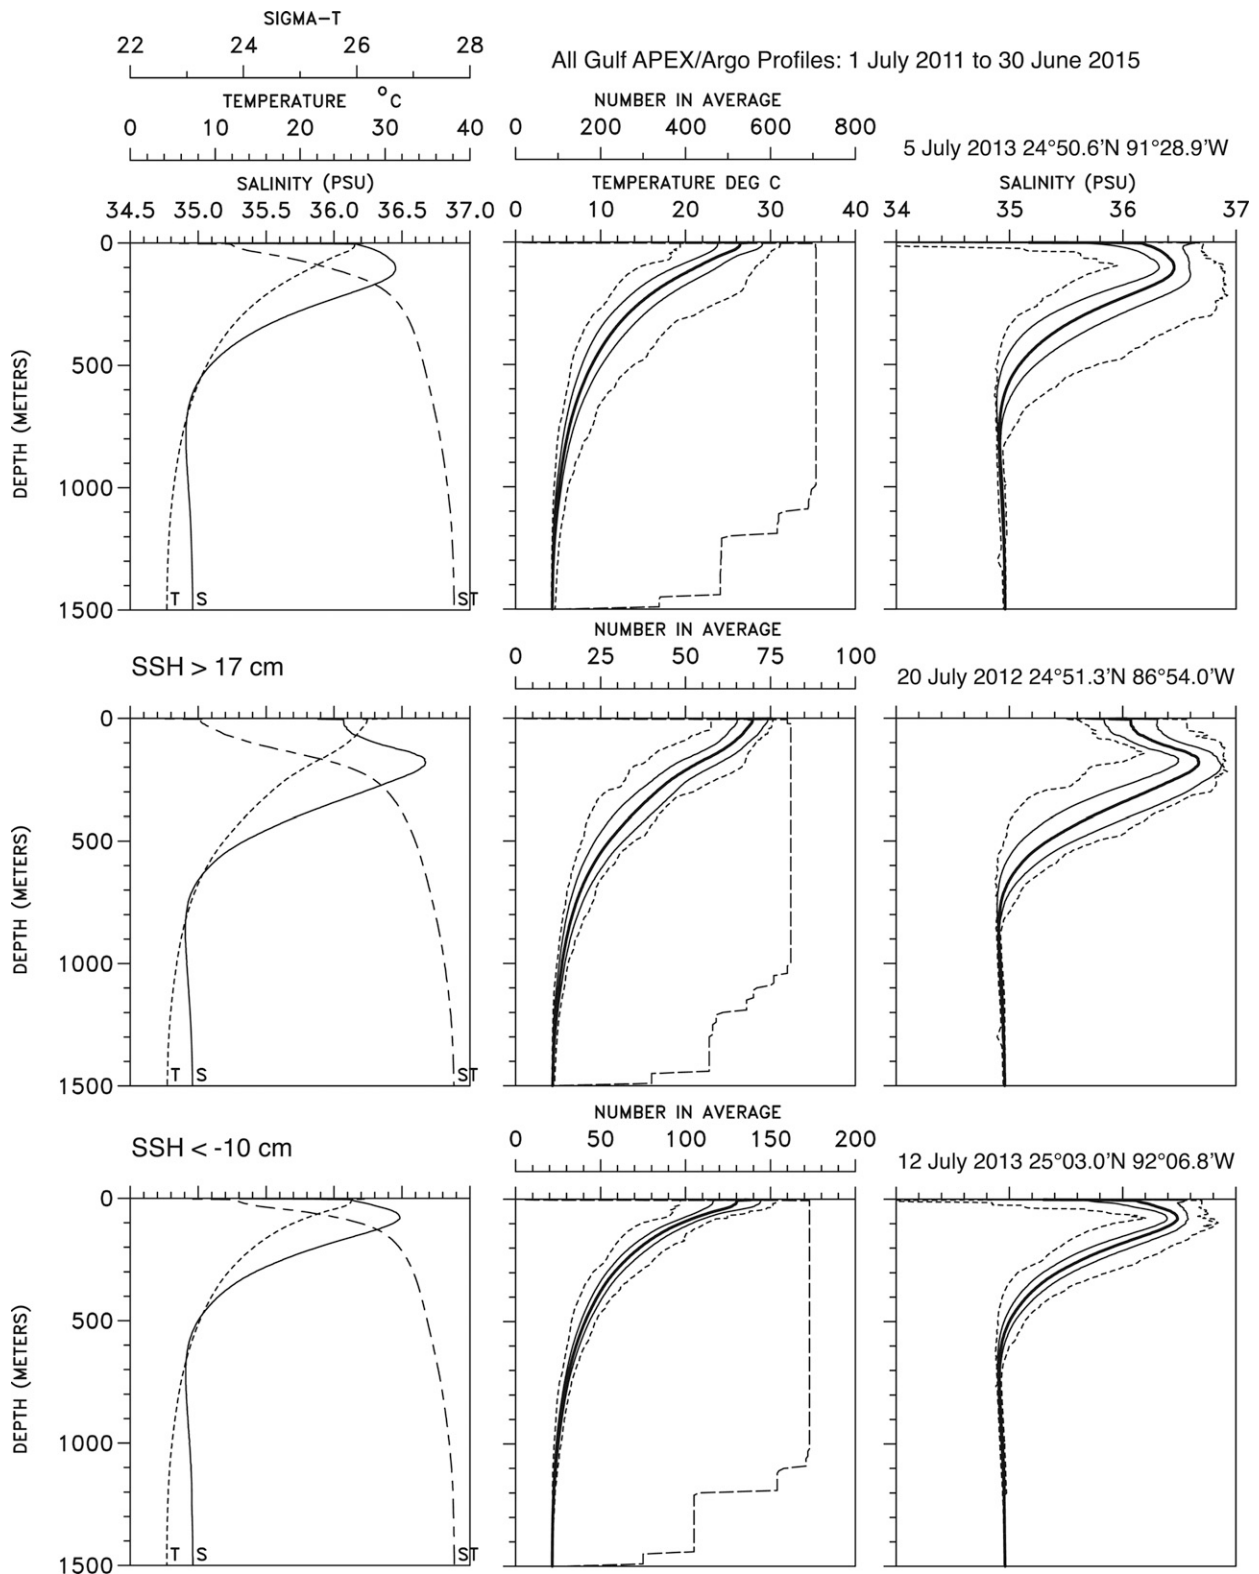 SIGMA-T
22 24 26 28
All Gulf APEX/Argo Profiles: 1 July 2011 to 30 June 2015
TEMPERATURE °C
0 10 20 30 40
NUMBER IN AVERAGE
0 200 400 600 800
5 July 2013 24°50.6'N 91°28.9'W
SALINITY (PSU)
34.5 35.0 35.5 36.0 36.5 37.0
TEMPERATURE DEG C
0 10 20 30 40
SALINITY (PSU)
34 35 36 37
DEPTH (METERS)
0
500
1000
1500
T S ST
SSH > 17 cm
NUMBER IN AVERAGE
0 25 50 75 100
20 July 2012 24°51.3'N 86°54.0'W
DEPTH (METERS)
0
500
1000
1500
T S ST
SSH < -10 cm
NUMBER IN AVERAGE
0 50 100 150 200
12 July 2013 25°03.0'N 92°06.8'W
DEPTH (METERS)
0
500
1000
1500
T S ST